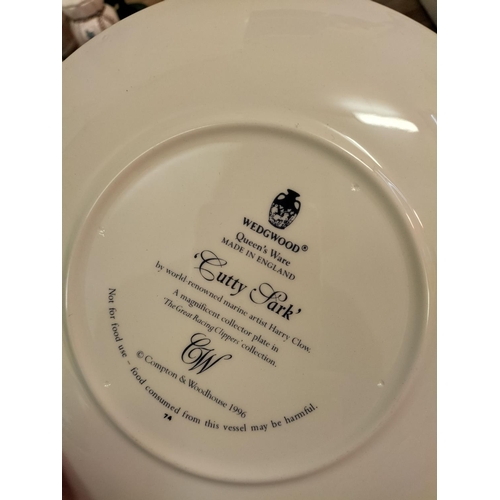 WEDGWOOD®
Queen's Ware
MADE IN ENGLAND
'Cutty Sark'
by world-renowned marine artist Harry Clow.
A magnificent collector plate in
'The Great Racing Clippers' collection.
CW
© Compton & Woodhouse 1996
Not for food use - food consumed from this vessel may be harmful.
74